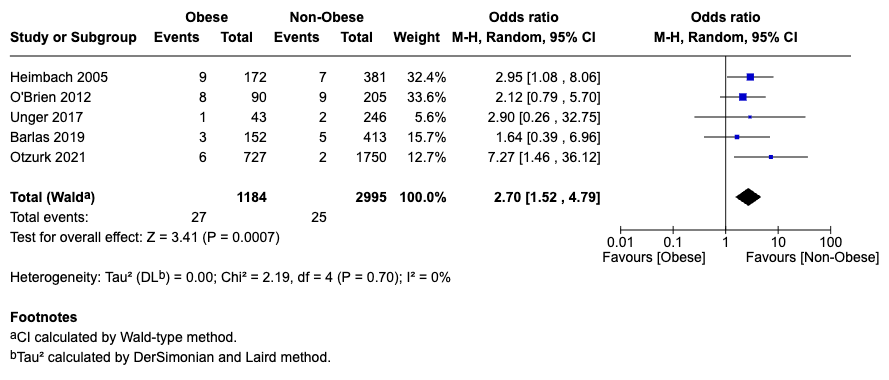 Obese Non-Obese Odds ratio Odds ratio
Study or Subgroup Events Total Events Total Weight M-H, Random, 95% CI M-H, Random, 95% CI
Heimbach 2005 9 172 7 381 32.4% 2.95 [1.08 , 8.06]
O'Brien 2012 8 90 9 205 33.6% 2.12 [0.79 , 5.70]
Unger 2017 1 43 2 246 5.6% 2.90 [0.26 , 32.75]
Barlas 2019 3 152 5 413 15.7% 1.64 [0.39 , 6.96]
Otzurk 2021 6 727 2 1750 12.7% 7.27 [1.46 , 36.12]
Total (Waldᵃ) 1184 2995 100.0% 2.70 [1.52 , 4.79]
Total events: 27 25
Test for overall effect: Z = 3.41 (P = 0.0007)
0.01 0.1 1 10 100
Favours [Obese] Favours [Non-Obese]
Heterogeneity: Tau² (DLᵇ) = 0.00; Chi² = 2.19, df = 4 (P = 0.70); I² = 0%
Footnotes
ᵃCI calculated by Wald-type method.
ᵇTau² calculated by DerSimonian and Laird method.